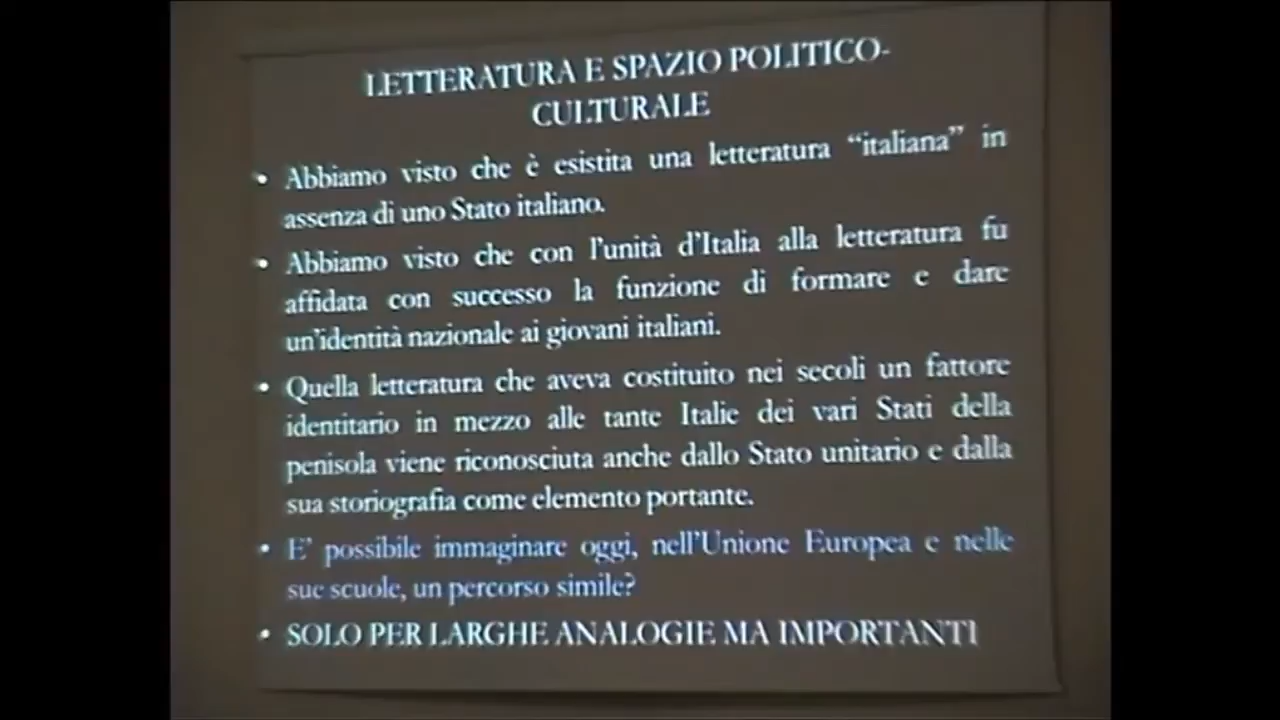 LETTERATURA E SPAZIO POLITICO-
CULTURALE
• Abbiamo visto che è esistita una letteratura “italiana” in
assenza di uno Stato italiano.
• Abbiamo visto che con l’unità d’Italia alla letteratura fu
affidata con successo la funzione di formare e dare
un’identità nazionale ai giovani italiani.
• Quella letteratura che aveva costituito nei secoli un fattore
identitario in mezzo alle tante Italie dei vari Stati della
penisola viene riconosciuta anche dallo Stato unitario e dalla
sua storiografia come elemento portante.
• E’ possibile immaginare oggi, nell’Unione Europea e nelle
sue scuole, un percorso simile?
• SOLO PER LARGHE ANALOGIE MA IMPORTANTI